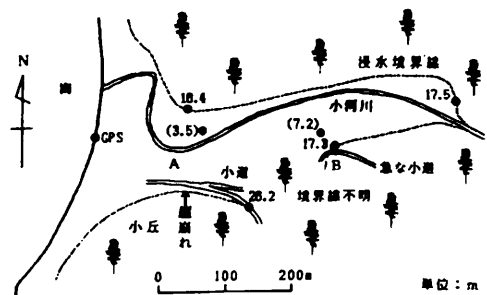 N
海
GPS
浸水境界線
18.4
小河川
17.5
(3.5)
(7.2)
17.3
A
B
小道
急な小道
26.2
境界線不明
崖崩れ
小丘
0 100 200m
単位:m